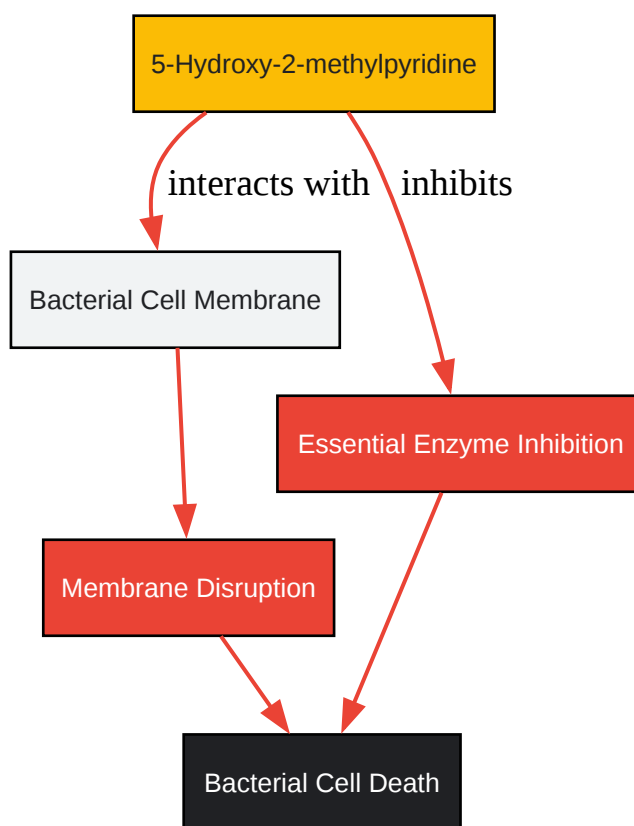 5-Hydroxy-2-methylpyridine
interacts with
inhibits
Bacterial Cell Membrane
Essential Enzyme Inhibition
Membrane Disruption
Bacterial Cell Death